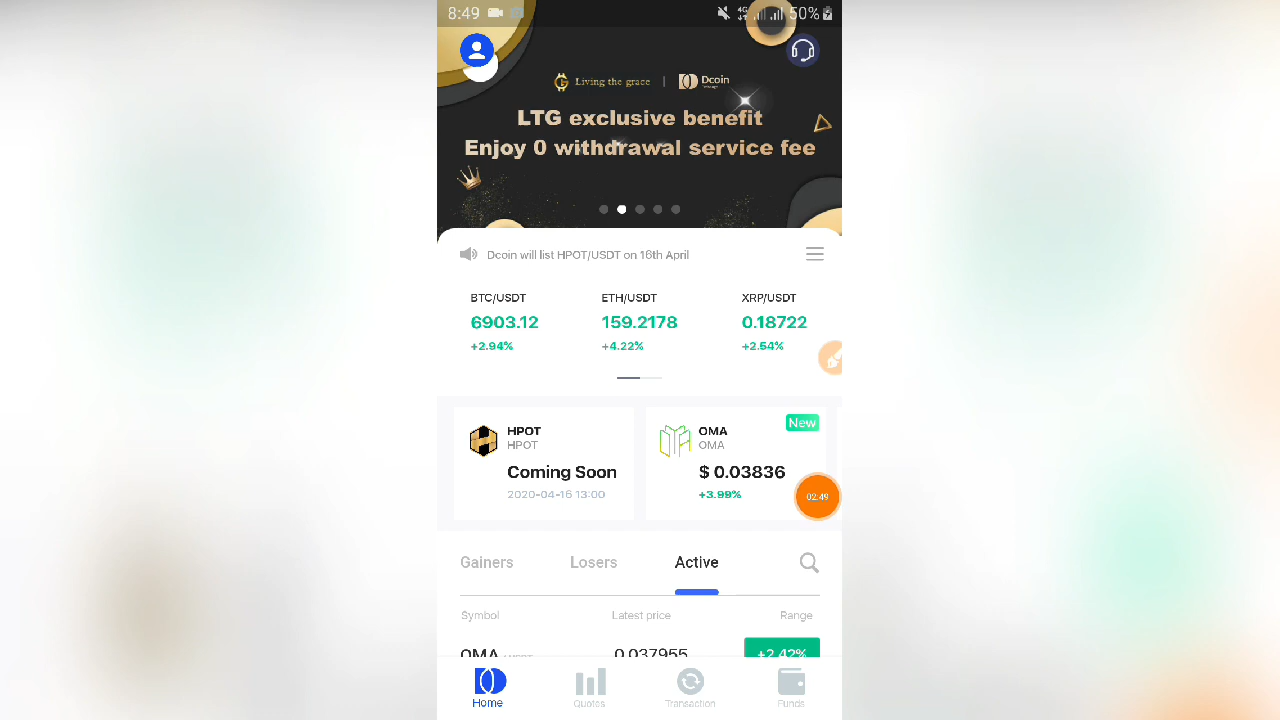 8:49
4G
50%
Living the grace | Dcoin
LTG exclusive benefit
Enjoy 0 withdrawal service fee
Dcoin will list HPOT/USDT on 16th April
BTC/USDT ETH/USDT XRP/USDT
6903.12 159.2178 0.18722
+2.94% +4.22% +2.54%
HPOT
HPOT
Coming Soon
2020-04-16 13:00
New
OMA
OMA
$ 0.03836
+3.99%
02:49
Gainers Losers Active
Symbol Latest price Range
OMA 0.037955 +2.42%
Home Quotes Transaction Funds